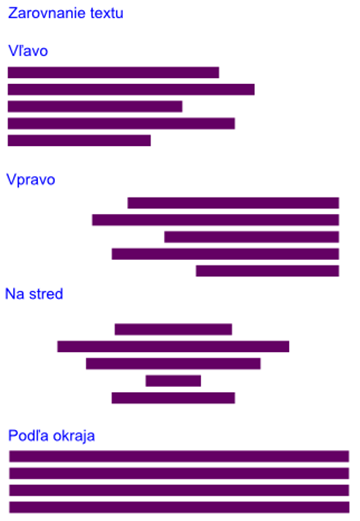 Zarovnanie textu
Vľavo
Vpravo
Na stred
Podľa okraja